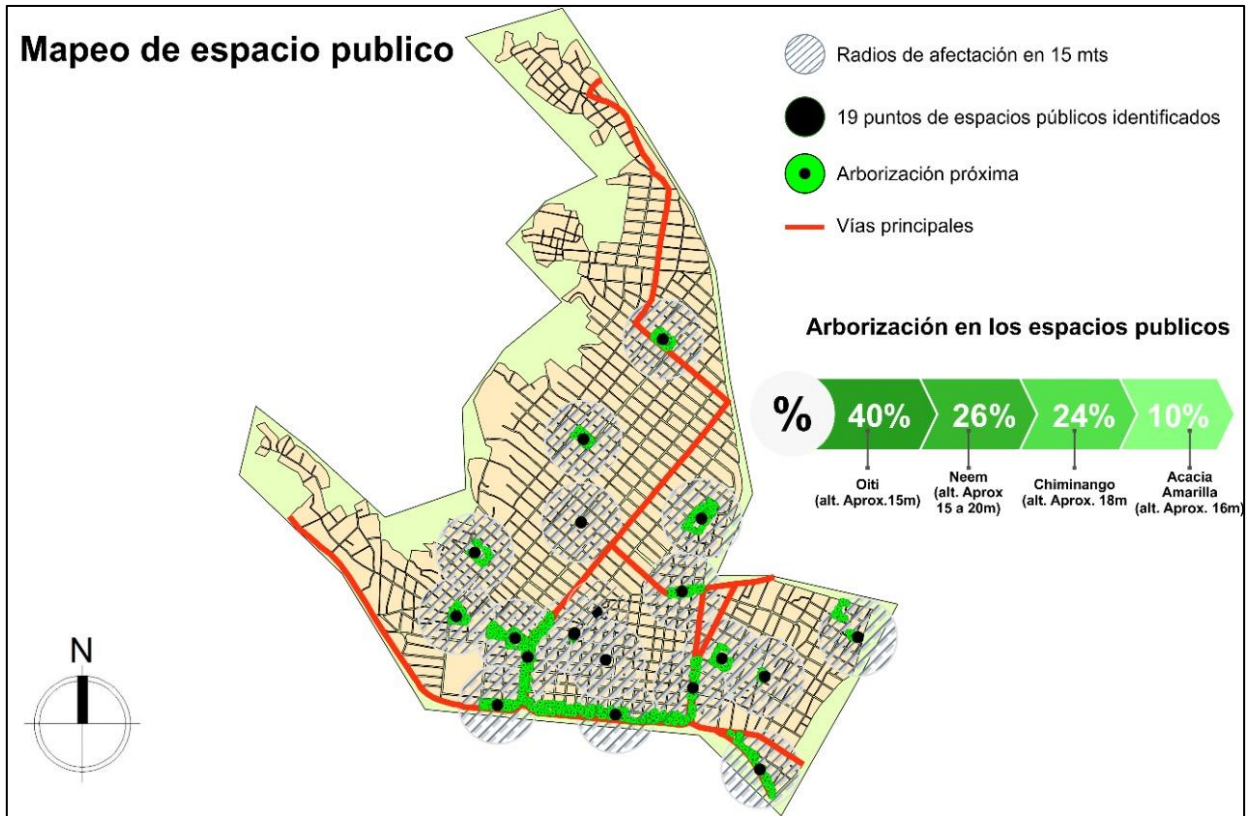 Mapeo de espacio publico
Radios de afectación en 15 mts
19 puntos de espacios públicos identificados
Arborización próxima
Vías principales
Arborización en los espacios publicos
% 40% 26% 24% 10%
Oiti
(alt. Aprox.15m)
Neem
(alt. Aprox
15 a 20m)
Chiminango
(alt. Aprox. 18m
Acacia
Amarilla
(alt. Aprox. 16m)
N